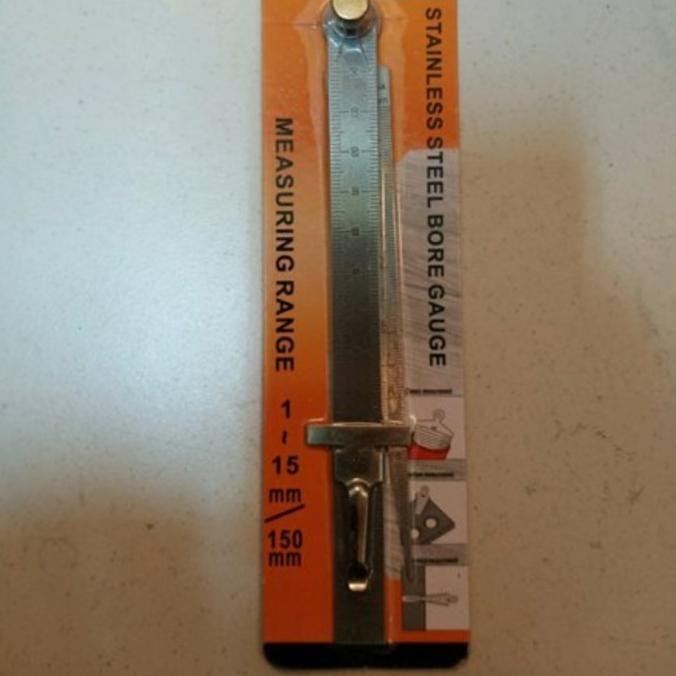 STAINLESS STEEL BORE GAUGE
MEASURING RANGE
1
~
15
mm/
150
mm